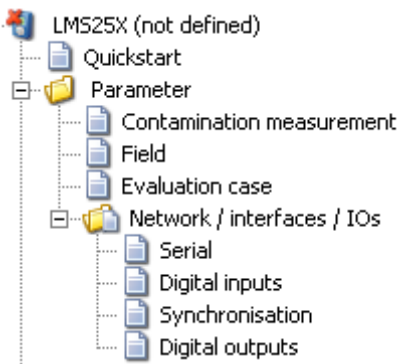 LMS25X (not defined)
Quickstart
Parameter
Contamination measurement
Field
Evaluation case
Network / interfaces / IOs
Serial
Digital inputs
Synchronisation
Digital outputs